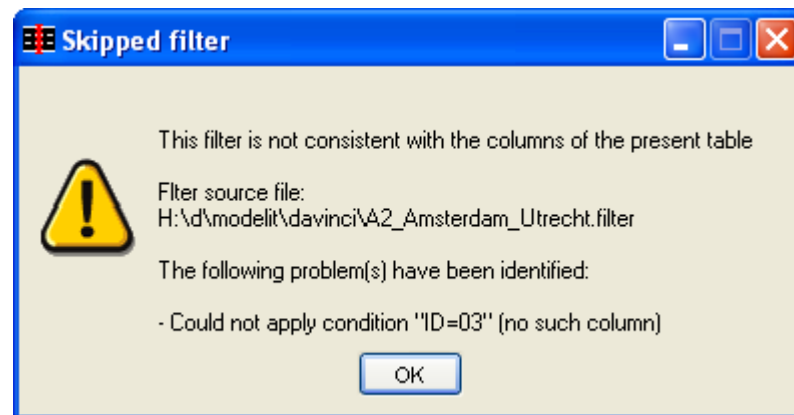 Skipped filter
This filter is not consistent with the columns of the present table
Flter source file:
H:\d\modelit\davinci\A2_Amsterdam_Utrecht.filter
The following problem(s) have been identified:
- Could not apply condition "ID=03" (no such column)
OK